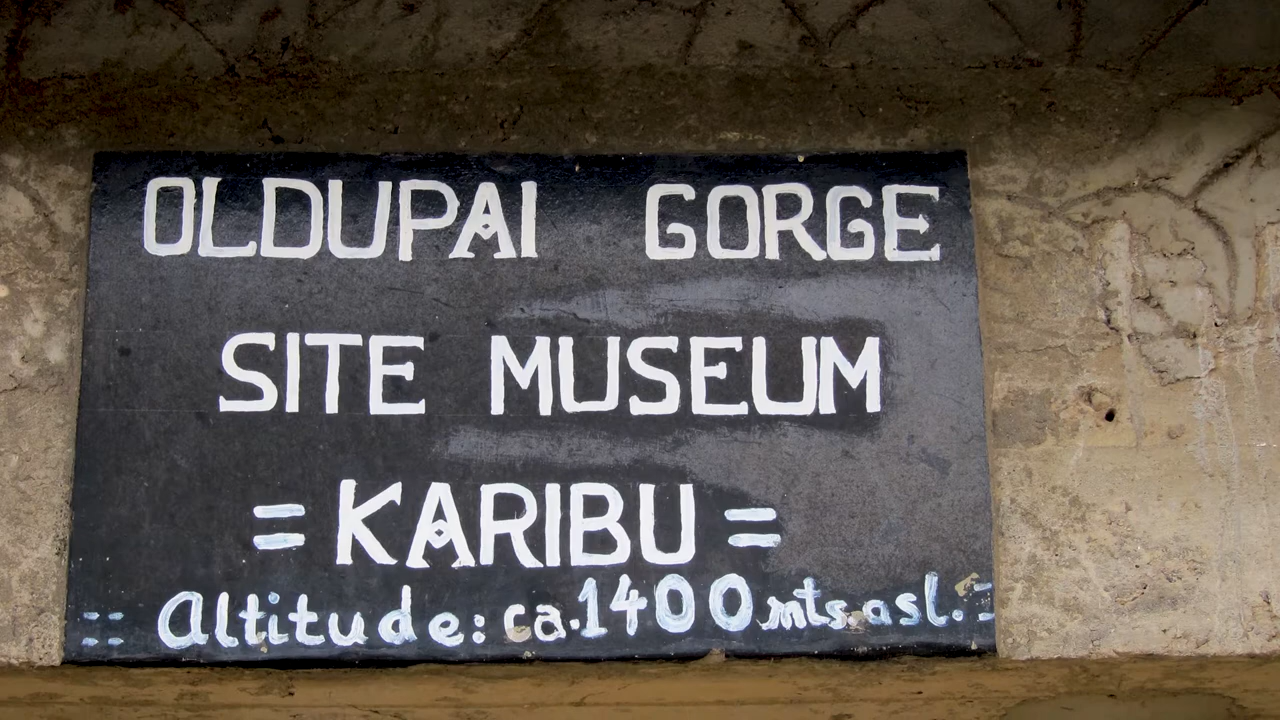 OLDUPAI GORGE
SITE MUSEUM
= KARIBU =
:: Altitude: ca. 1400 mts. asl. ::